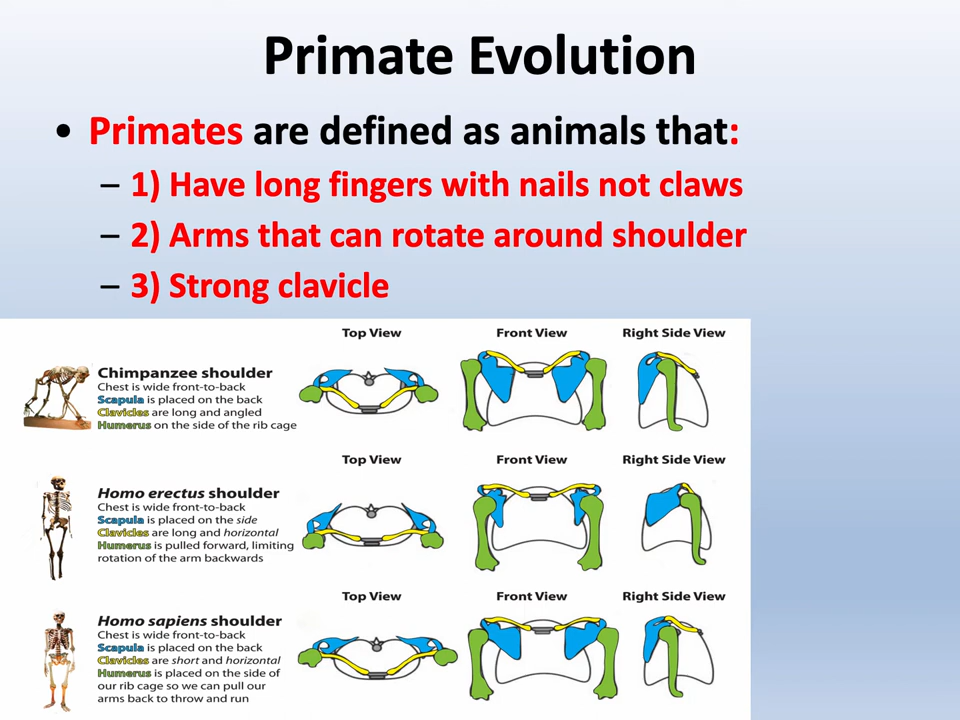 Primate Evolution
• Primates are defined as animals that:
– 1) Have long fingers with nails not claws
– 2) Arms that can rotate around shoulder
– 3) Strong clavicle
Top View
Front View
Right Side View
Chimpanzee shoulder
Chest is wide front-to-back
Scapula is placed on the back
Clavicles are long and angled
Humerus on the side of the rib cage
Top View
Front View
Right Side View
Homo erectus shoulder
Chest is wide front-to-back
Scapula is placed on the side
Clavicles are long and horizontal
Humerus is pulled forward, limiting
rotation of the arm backwards
Top View
Front View
Right Side View
Homo sapiens shoulder
Chest is wide front-to-back
Scapula is placed on the back
Clavicles are short and horizontal
Humerus is placed on the side of
our rib cage so we can pull our
arms back to throw and run